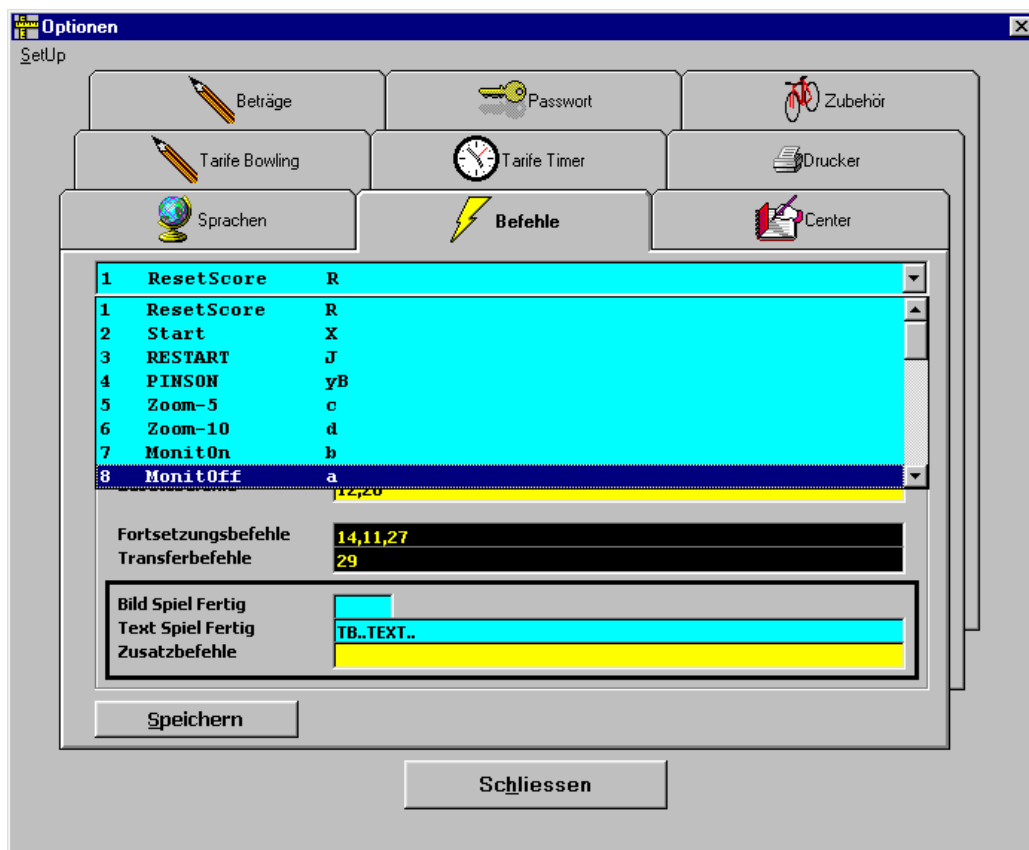 Optionen
SetUp
Beträge Passwort Zubehör
Tarife Bowling Tarife Timer Drucker
Sprachen Befehle Center
1 ResetScore R
1 ResetScore R
2 Start X
3 RESTART J
4 PINSON yB
5 Zoom-5 c
6 Zoom-10 d
7 MonitOn b
8 MonitOff a
Fortsetzungsbefehle 14,11,27
Transferbefehle 29
Bild Spiel Fertig
Text Spiel Fertig TB..TEXT..
Zusatzbefehle
Speichern
Schliessen